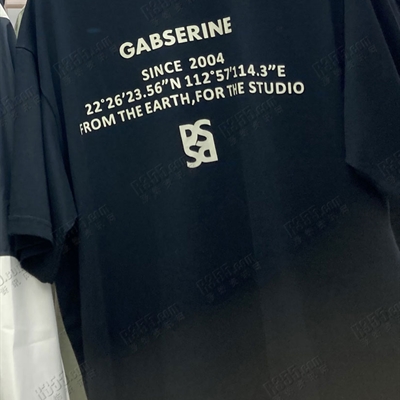 GABSERINE
SINCE 2004
22°26'23.56"N 112°57'114.3"E
FROM THE EARTH,FOR THE STUDIO